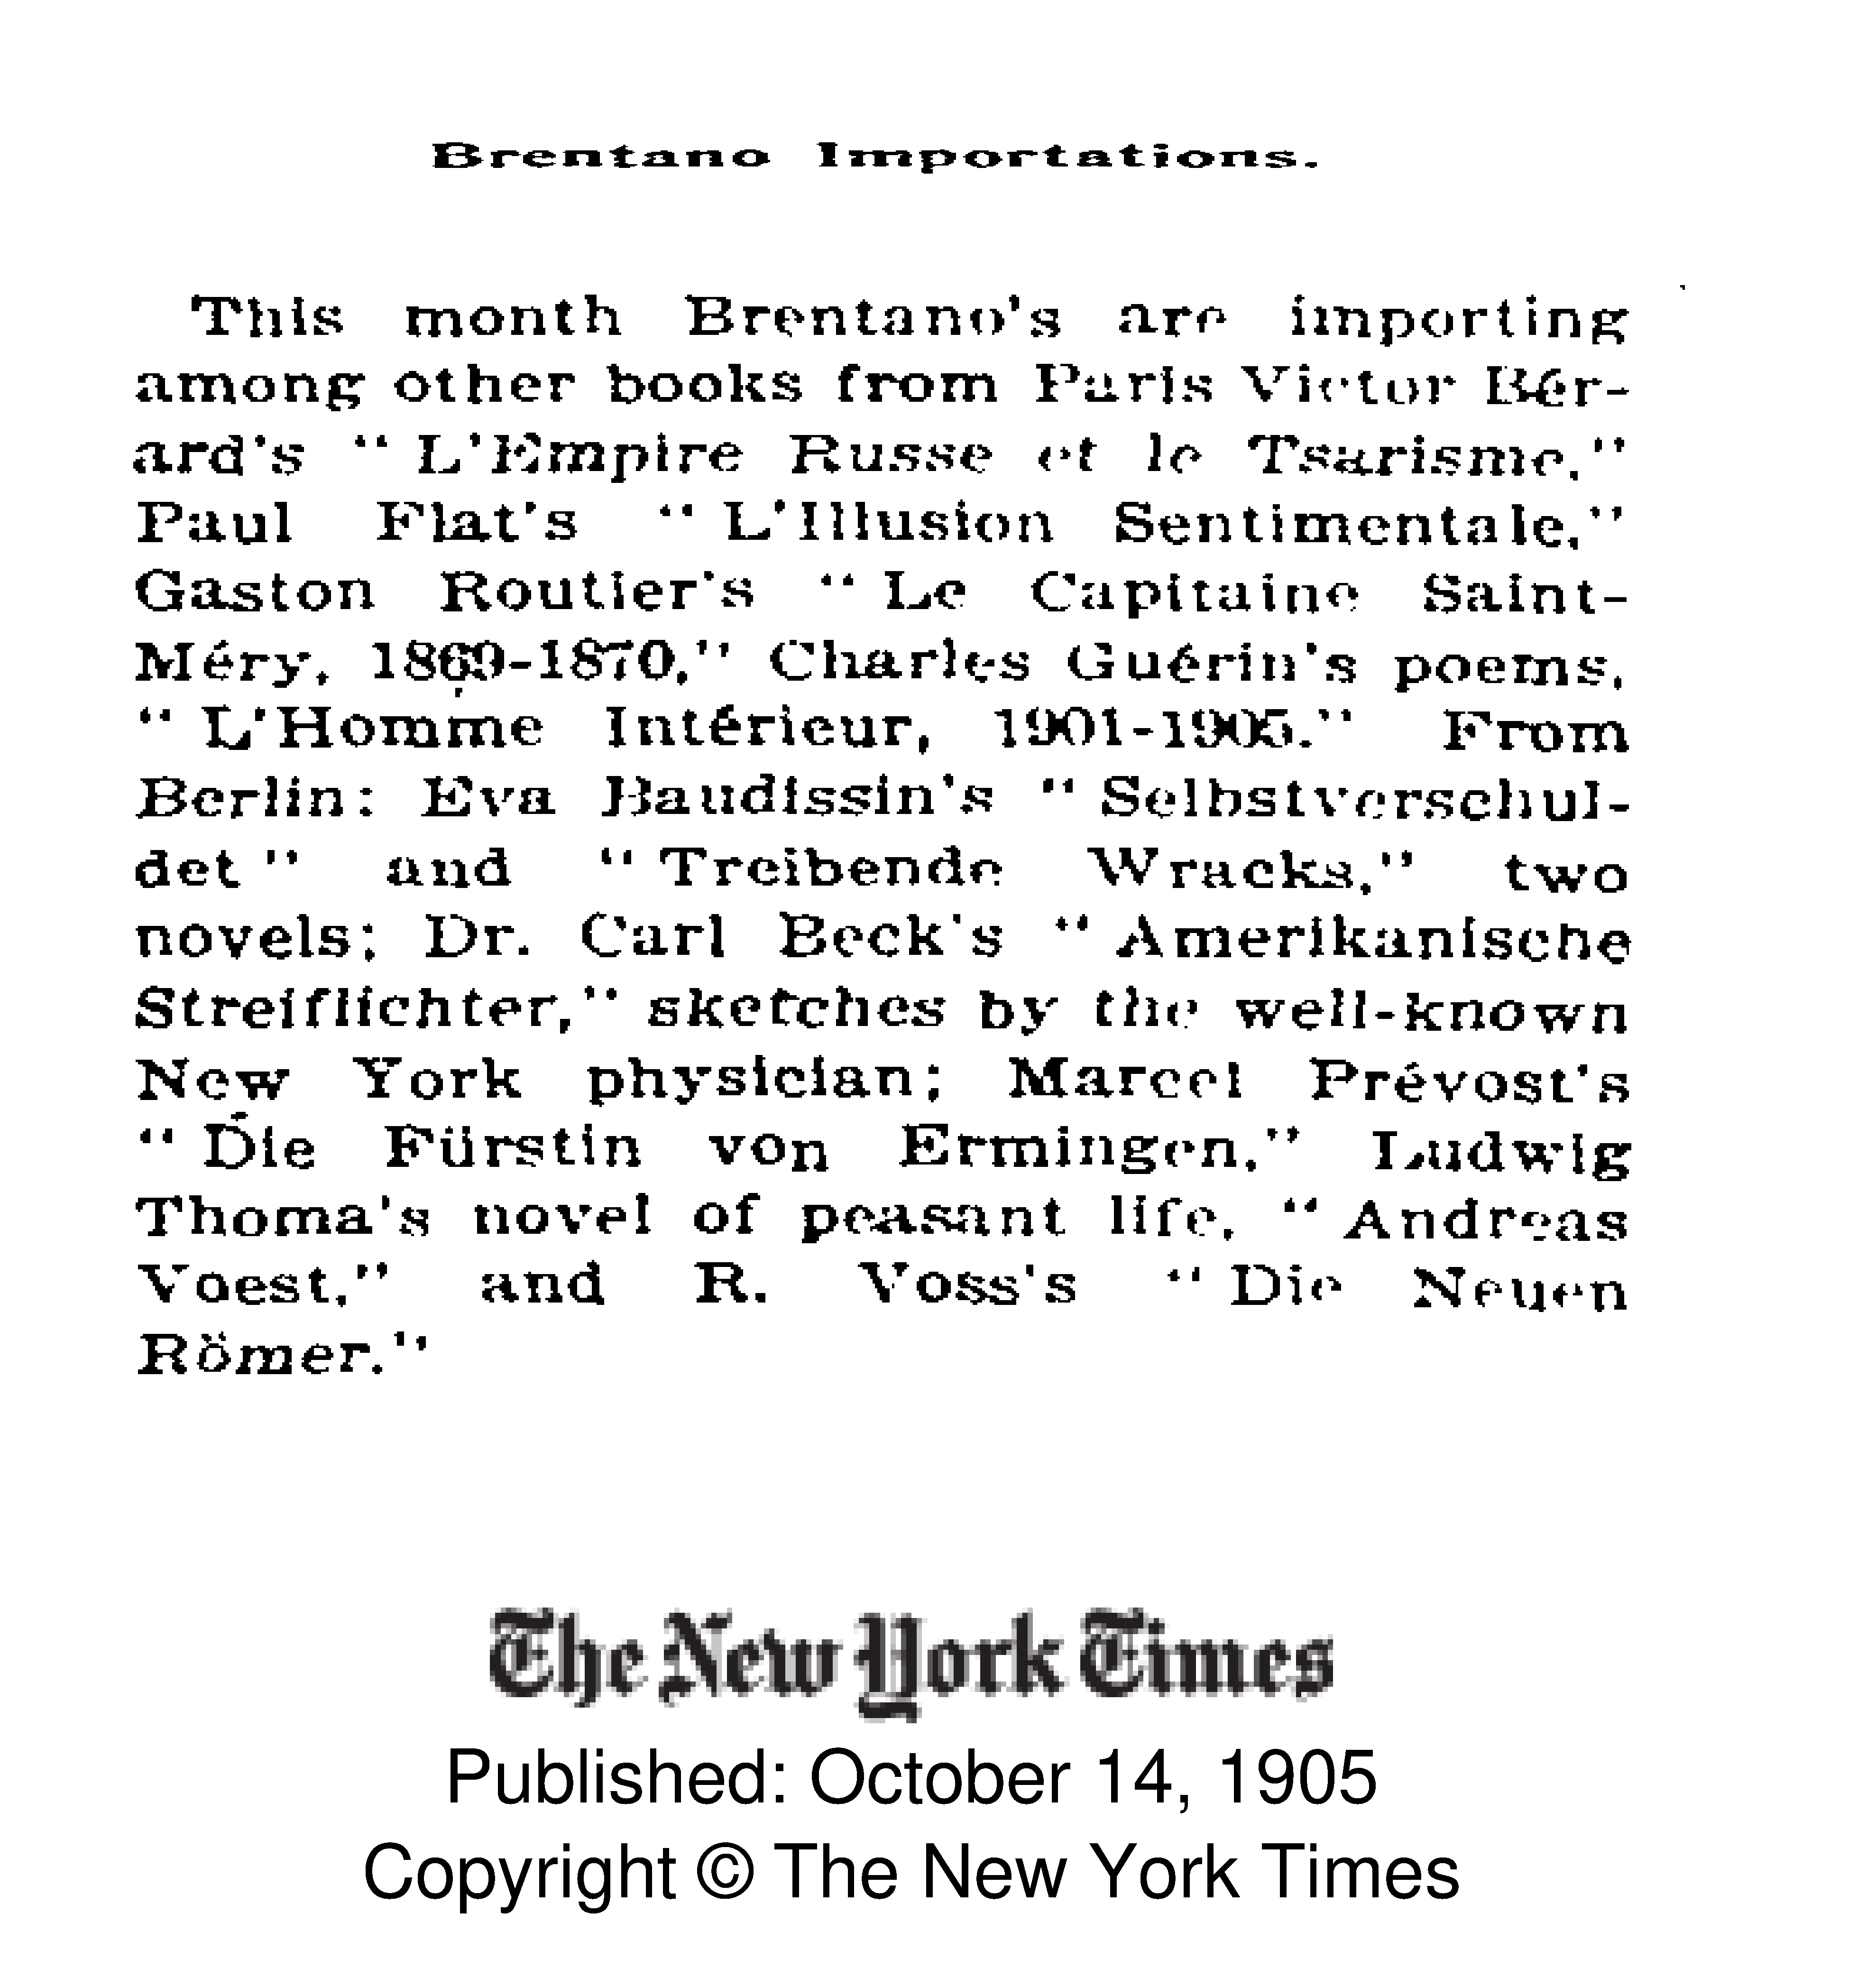 Brentano Importations.
This month Brentano's are importing
among other books from Paris Victor Bér-
ard's "L'Empire Russe et le Tsarisme,"
Paul Flat's "L'Illusion Sentimentale,"
Gaston Routier's "Le Capitaine Saint-
Méry, 1869-1870," Charles Guérin's poems,
"L'Homme Intérieur, 1901-1905." From
Berlin: Eva Baudissin's "Selbstverschul-
det" and "Treibende Wracks," two
novels; Dr. Carl Beck's "Amerikanische
Streiflichter," sketches by the well-known
New York physician; Marcel Prévost's
"Die Fürstin von Ermingen," Ludwig
Thoma's novel of peasant life, "Andreas
Voest," and R. Voss's "Die Neuen
Römer."
The New York Times
Published: October 14, 1905
Copyright © The New York Times